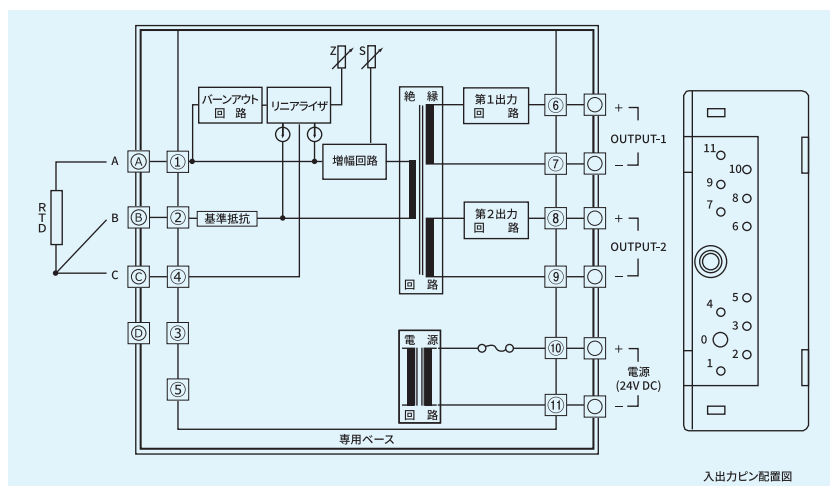 Z S
バーンアウト
回 路
リニアライザ
絶 縁
第1出力
回 路
⑥ +
OUTPUT-1
A Ⓐ ①
増幅回路
⑦ −
R
T
D
B Ⓑ ②
基準抵抗
第2出力
回 路
⑧ +
OUTPUT-2
C Ⓒ ④
回 路
⑨ −
Ⓓ ③
電 源
⑩ +
電源
(24V DC)
⑤
回 路
⑪ −
専用ベース
11
10
9
8
7
6
5
4
3
0
2
1
入出力ピン配置図